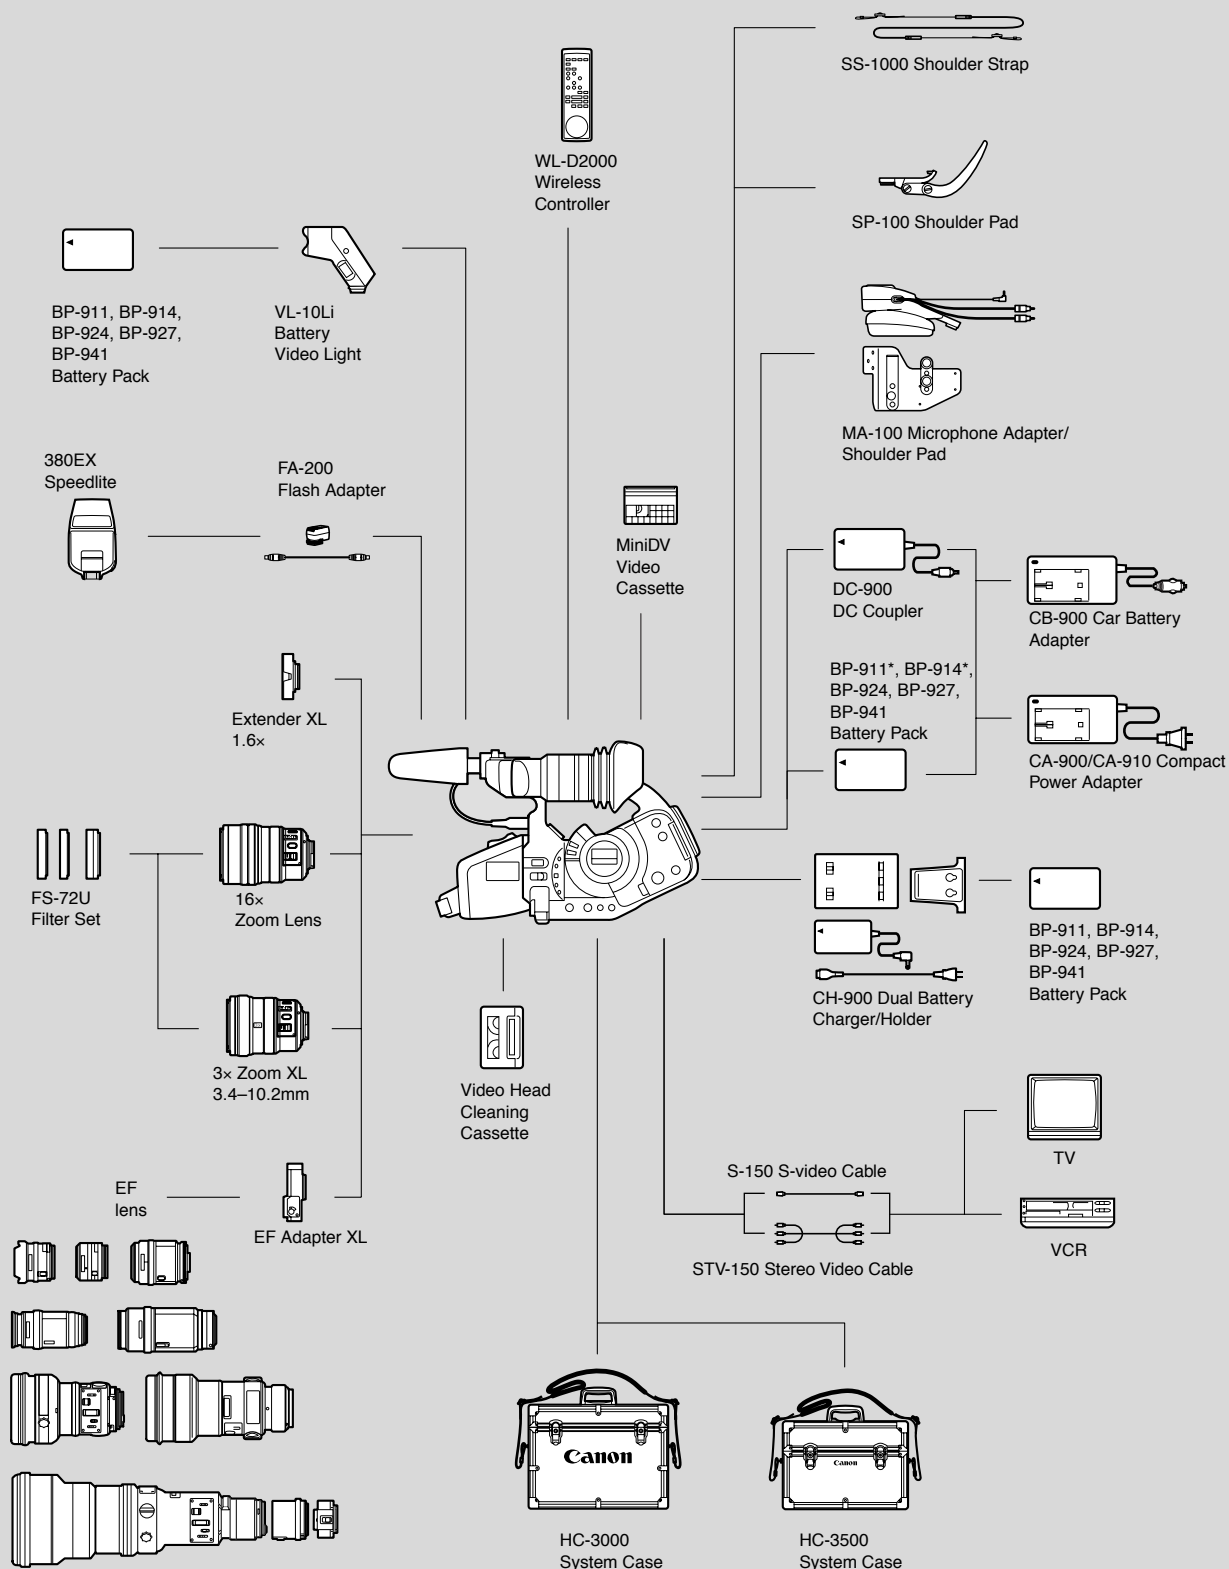 SS-1000 Shoulder Strap
WL-D2000
Wireless
Controller
SP-100 Shoulder Pad
BP-911, BP-914,
BP-924, BP-927,
BP-941
Battery Pack
VL-10Li
Battery
Video Light
MA-100 Microphone Adapter/
Shoulder Pad
380EX
Speedlite
FA-200
Flash Adapter
MiniDV
Video
Cassette
DC-900
DC Coupler
CB-900 Car Battery
Adapter
BP-911*, BP-914*,
BP-924, BP-927,
BP-941
Battery Pack
Extender XL
1.6×
CA-900/CA-910 Compact
Power Adapter
FS-72U
Filter Set
16×
Zoom Lens
BP-911, BP-914,
BP-924, BP-927,
BP-941
Battery Pack
CH-900 Dual Battery
Charger/Holder
3× Zoom XL
3.4–10.2mm
Video Head
Cleaning
Cassette
TV
S-150 S-video Cable
EF
lens
EF Adapter XL
VCR
STV-150 Stereo Video Cable
Canon
Canon
HC-3000
System Case
HC-3500
System Case